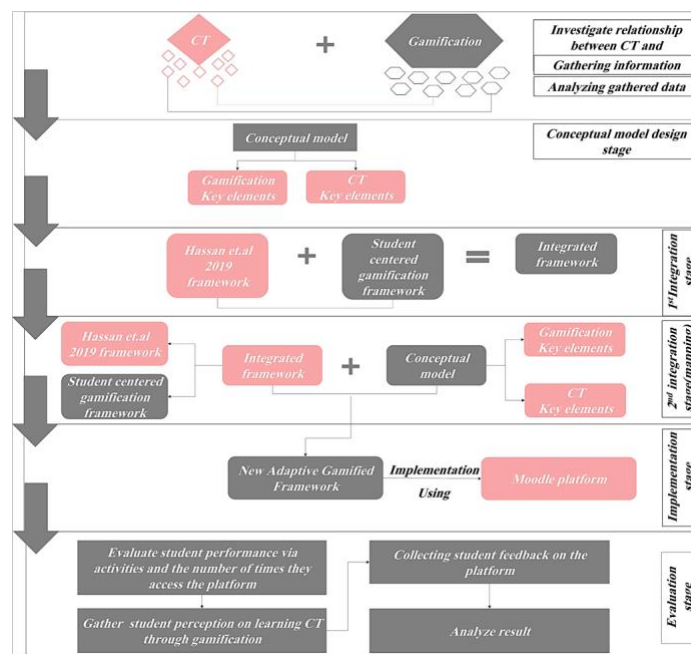 CT
+
Gamification
Investigate relationship
between CT and
Gathering information
Analyzing gathered data
Conceptual model
Gamification
Key elements
CT
Key elements
Conceptual model design
stage
Hassan et.al
2019
framework
+
Student
centered
gamification
framework
=
Integrated
framework
1st Integration
stage
Hassan et.al
2019 framework
Student centered
gamification
framework
Integrated
framework
+
Conceptual
model
Gamification
Key elements
CT
Key elements
2nd integration
stage(mapping)
New Adaptive Gamified
Framework
Implementation
Using
Moodle platform
Implementation
stage
Evaluate student performance via
activities and the number of times they
access the platform
Gather student perception on learning CT
through gamification
Collecting student feedback on the
platform
Analyze result
Evaluation
stage